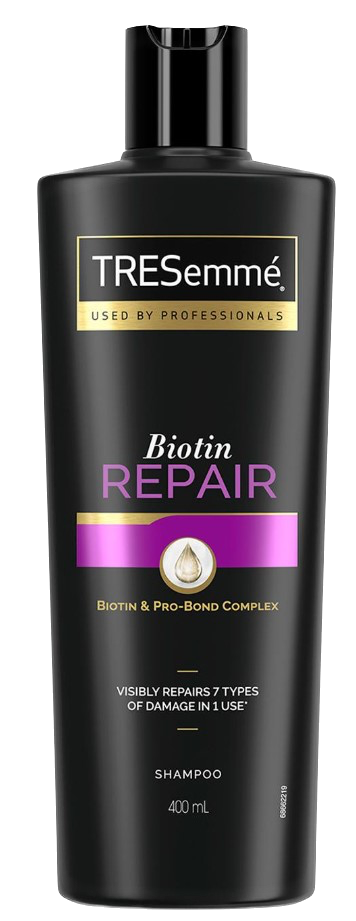 TRESemmé®
USED BY PROFESSIONALS
Biotin
REPAIR
BIOTIN & PRO-BOND COMPLEX
VISIBLY REPAIRS 7 TYPES
OF DAMAGE IN 1 USE*
SHAMPOO
400 mL
68662219